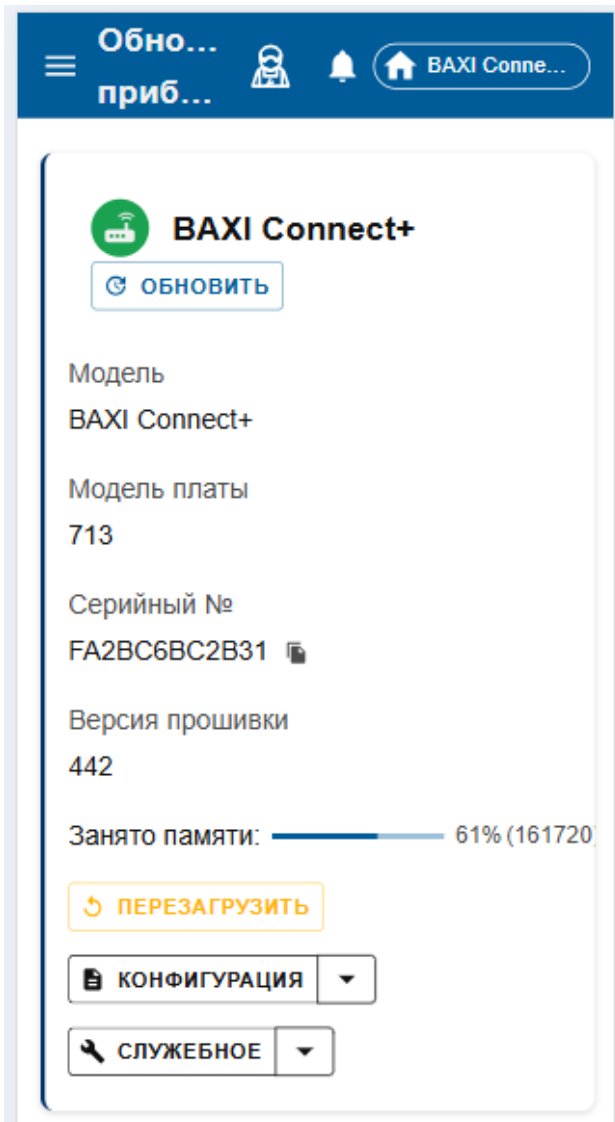 Обно...
приб...
BAXI Conne...
BAXI Connect+
ОБНОВИТЬ
Модель
BAXI Connect+
Модель платы
713
Серийный №
FA2BC6BC2B31
Версия прошивки
442
Занято памяти: 61% (161720)
ПЕРЕЗАГРУЗИТЬ
КОНФИГУРАЦИЯ
СЛУЖЕБНОЕ